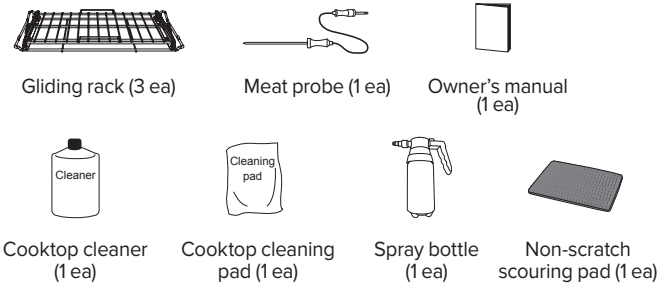 Gliding rack (3 ea)
Meat probe (1 ea)
Owner's manual
(1 ea)
Cleaner
Cleaning
pad
Cooktop cleaner
(1 ea)
Cooktop cleaning
pad (1 ea)
Spray bottle
(1 ea)
Non-scratch
scouring pad (1 ea)